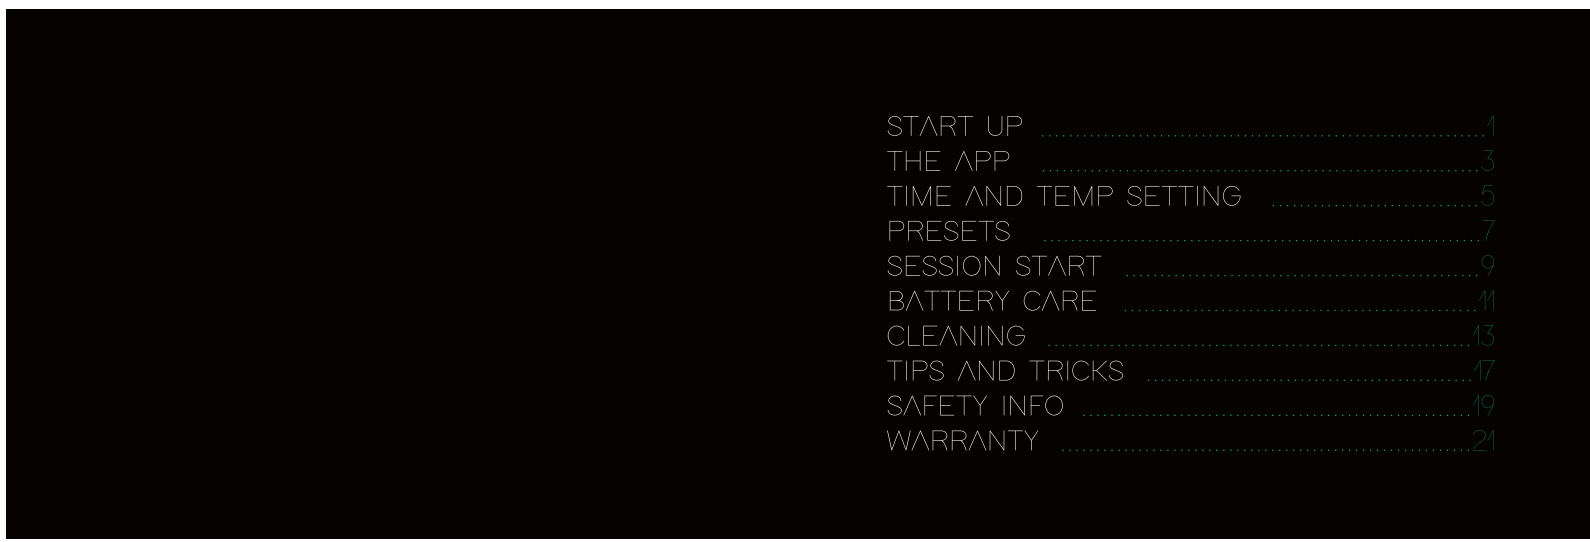 START UP ........................................................................1
THE APP ........................................................................3
TIME AND TEMP SETTING ...................................5
PRESETS ........................................................................7
SESSION START ..........................................................9
BATTERY CARE ..........................................................11
CLEANING .....................................................................13
TIPS AND TRICKS ......................................................17
SAFETY INFO ...............................................................19
WARRANTY ...................................................................21